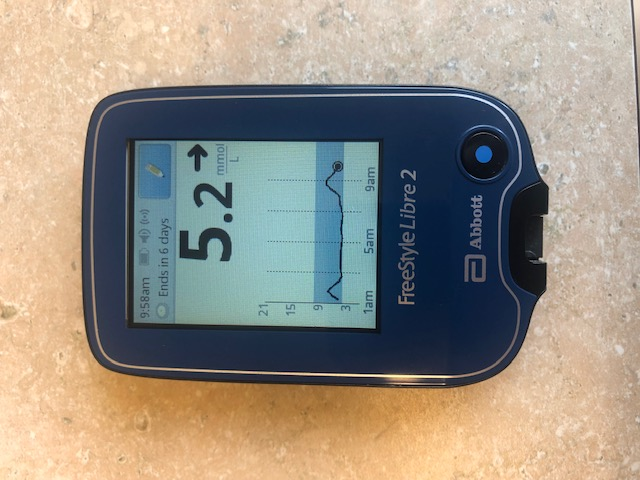 9:58am
Ends in 6 days
5.2 mmol/L
21
15
9
3
1am 5am 9am
FreeStyle Libre 2
Abbott